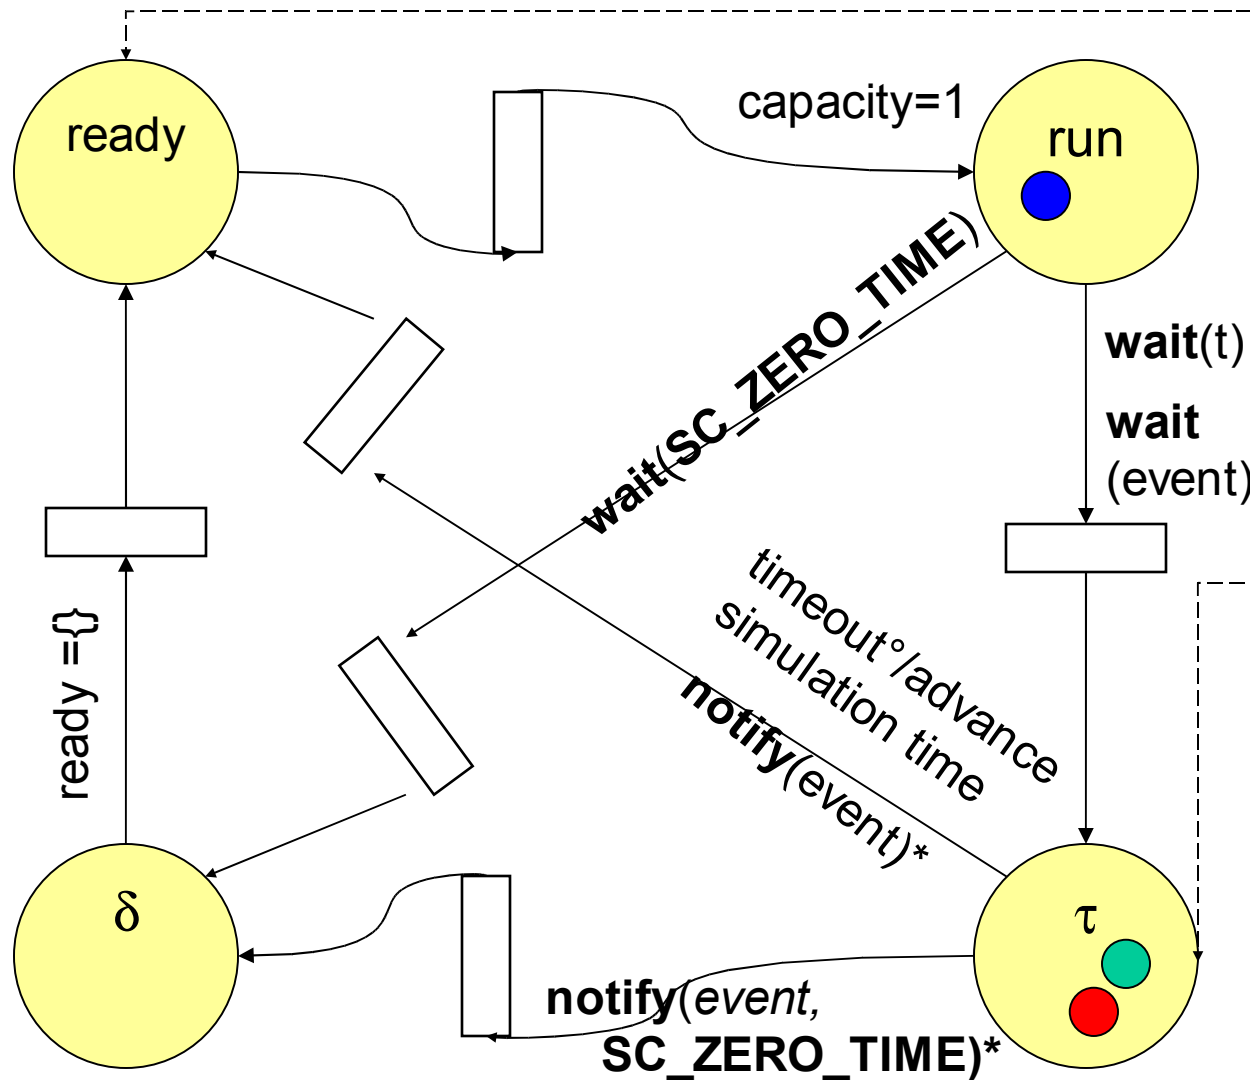 ready
capacity=1
run
wait(SC_ZERO_TIME)
wait(t)
wait
(event)
timeout°/advance
simulation time
notify(event)*
ready ={}
δ
τ
notify(event,
SC_ZERO_TIME)*